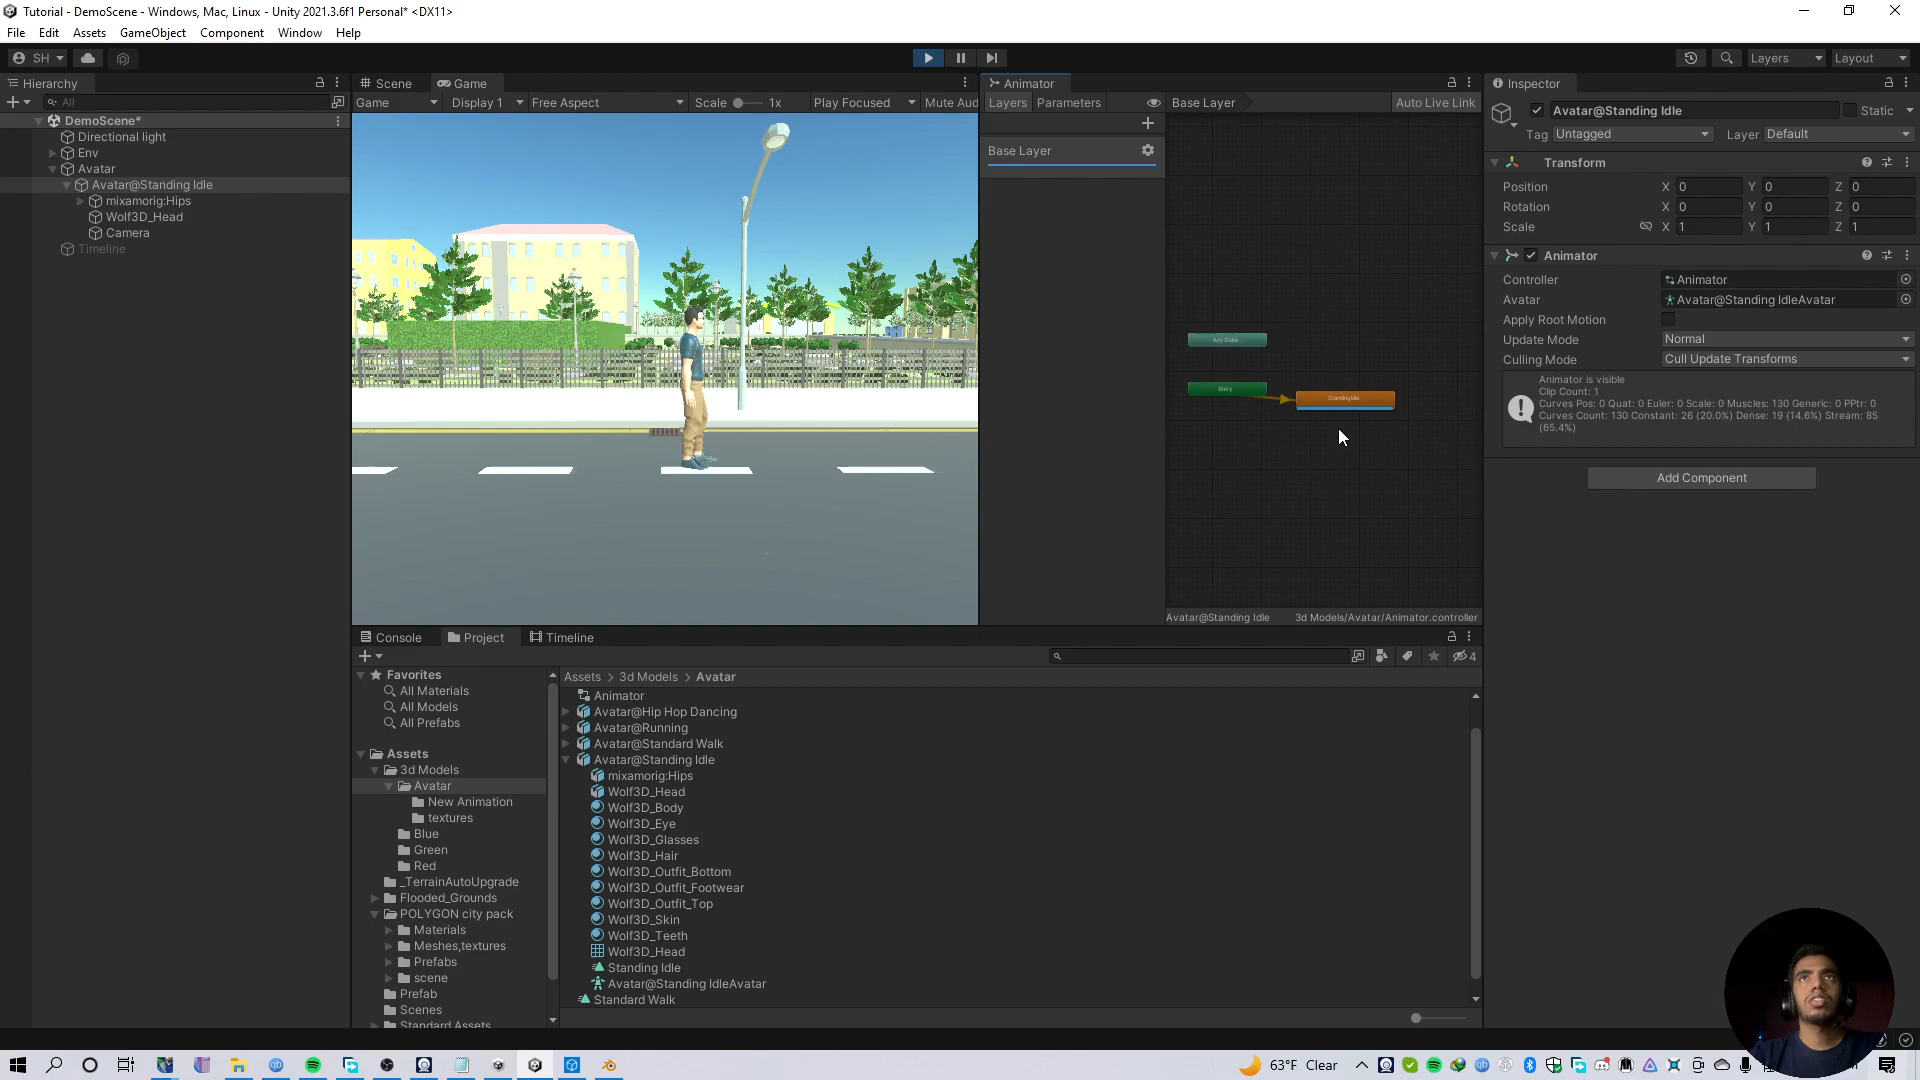 Tutorial - DemoScene - Windows, Mac, Linux - Unity 2021.3.6f1 Personal* <DX11>
File Edit Assets GameObject Component Window Help
SH
Layers
Layout
Hierarchy
All
DemoScene*
Directional light
Env
Avatar
Avatar@Standing Idle
mixamorig:Hips
Wolf3D_Head
Camera
Timeline
Scene Game
Game Display 1 Free Aspect Scale 1x Play Focused Mute Aud
Animator
Layers Parameters Base Layer Auto Live Link
Base Layer
Any State
Entry
Avatar@Standing Idle 3d Models/Avatar/Animator.controller
Inspector
Avatar@Standing Idle Static
Tag Untagged Layer Default
Transform
Position X 0 Y 0 Z 0
Rotation X 0 Y 0 Z 0
Scale X 1 Y 1 Z 1
Animator
Controller Animator
Avatar Avatar@Standing IdleAvatar
Apply Root Motion
Update Mode Normal
Culling Mode Cull Update Transforms
Animator is visible
Clip Count: 1
Curves Pos: 0 Quat: 0 Euler: 0 Scale: 0 Muscles: 130 Generic: 0 PPtr: 0
Curves Count: 130 Constant: 26 (20.0%) Dense: 19 (14.6%) Stream: 85
(65.4%)
Add Component
Console Project Timeline
4
Favorites
All Materials
All Models
All Prefabs
Assets
3d Models
Avatar
New Animation
textures
Blue
Green
Red
_TerrainAutoUpgrade
Flooded_Grounds
POLYGON city pack
Materials
Meshes,textures
Prefabs
scene
Prefab
Scenes
Standard Assets
Assets > 3d Models > Avatar
Animator
Avatar@Hip Hop Dancing
Avatar@Running
Avatar@Standard Walk
Avatar@Standing Idle
mixamorig:Hips
Wolf3D_Head
Wolf3D_Body
Wolf3D_Eye
Wolf3D_Glasses
Wolf3D_Hair
Wolf3D_Outfit_Bottom
Wolf3D_Outfit_Footwear
Wolf3D_Outfit_Top
Wolf3D_Skin
Wolf3D_Teeth
Wolf3D_Head
Standing Idle
Avatar@Standing IdleAvatar
Standard Walk
63°F Clear